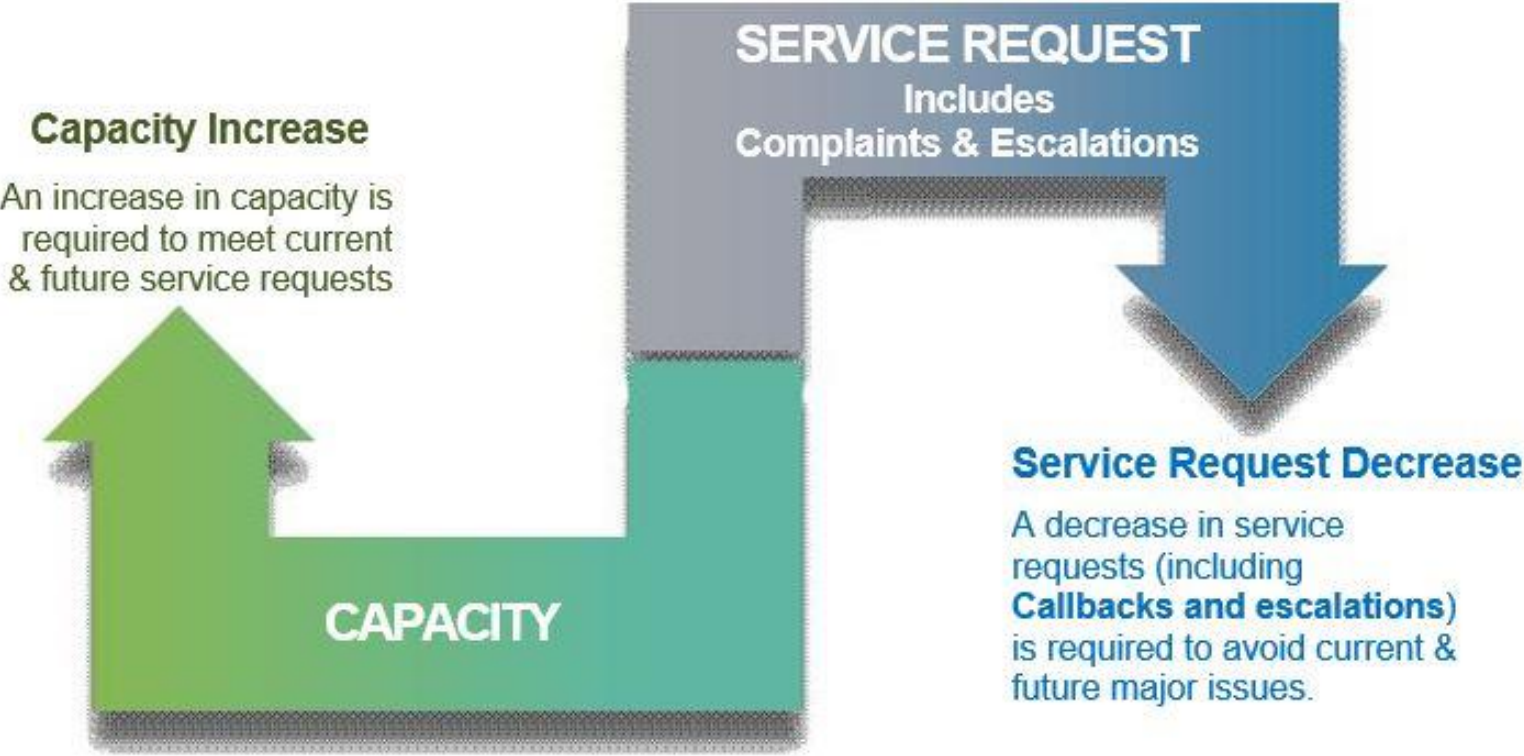 SERVICE REQUEST
Includes
Complaints & Escalations
Capacity Increase
An increase in capacity is
required to meet current
& future service requests
CAPACITY
Service Request Decrease
A decrease in service
requests (including
Callbacks and escalations)
is required to avoid current &
future major issues.